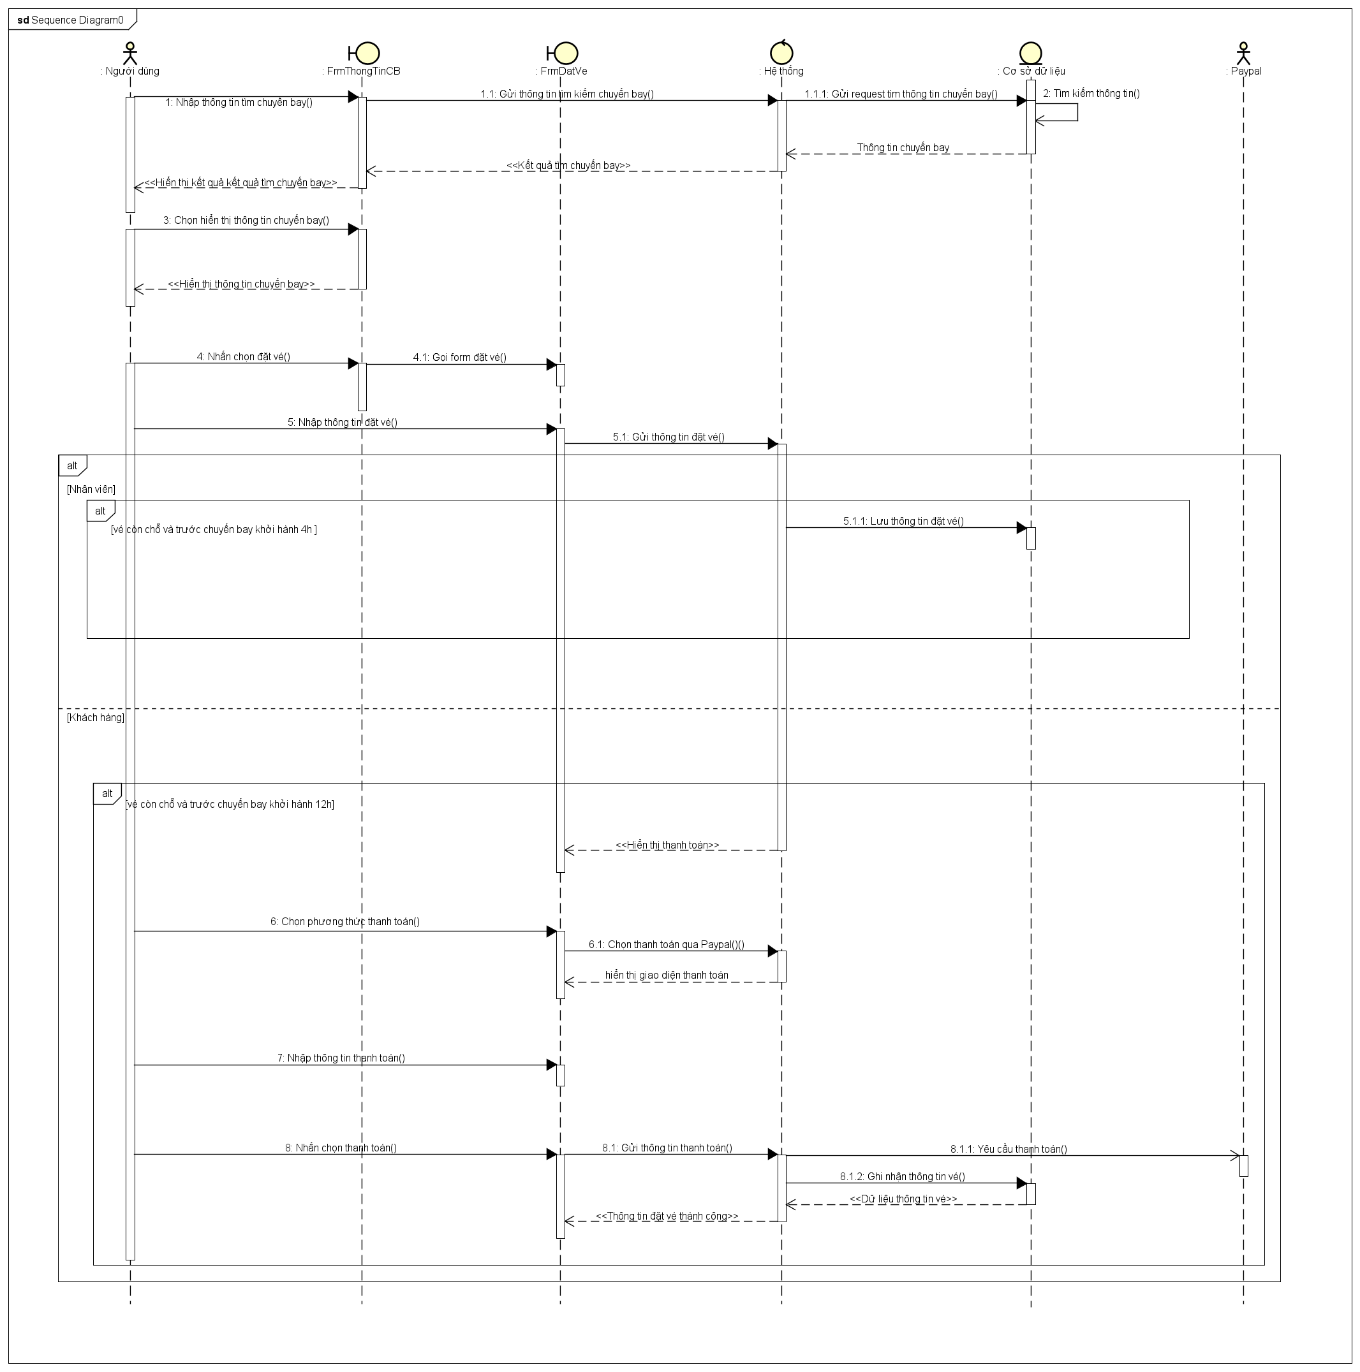 sd Sequence Diagram0
: Người dùng
: FrmThongTinCB
: FrmDatVe
: Hệ thống
: Cơ sở dữ liệu
: Paypal
1: Nhập thông tin tìm chuyến bay()
1.1: Gửi thông tin tìm kiếm chuyến bay()
1.1.1: Gửi request tìm thông tin chuyến bay()
2: Tìm kiếm thông tin()
Thông tin chuyến bay
<<Kết quả tìm chuyến bay>>
<<Hiển thị kết quả kết quả tìm chuyến bay>>
3: Chọn hiển thị thông tin chuyến bay()
<<Hiển thị thông tin chuyến bay>>
4: Nhấn chọn đặt vé()
4.1: Gọi form đặt vé()
5: Nhập thông tin đặt vé()
5.1: Gửi thông tin đặt vé()
alt
[Nhân viên]
alt
[vé còn chỗ và trước chuyến bay khởi hành 4h ]
5.1.1: Lưu thông tin đặt vé()
[Khách hàng]
alt
[vé còn chỗ và trước chuyến bay khởi hành 12h]
<<Hiển thị thanh toán>>
6: Chọn phương thức thanh toán()
6.1: Chọn thanh toán qua Paypal()()
hiển thị giao diện thanh toán
7: Nhập thông tin thanh toán()
8: Nhấn chọn thanh toán()
8.1: Gửi thông tin thanh toán()
8.1.1: Yêu cầu thanh toán()
8.1.2: Ghi nhận thông tin vé()
<<Dữ liệu thông tin vé>>
<<Thông tin đặt vé thành công>>